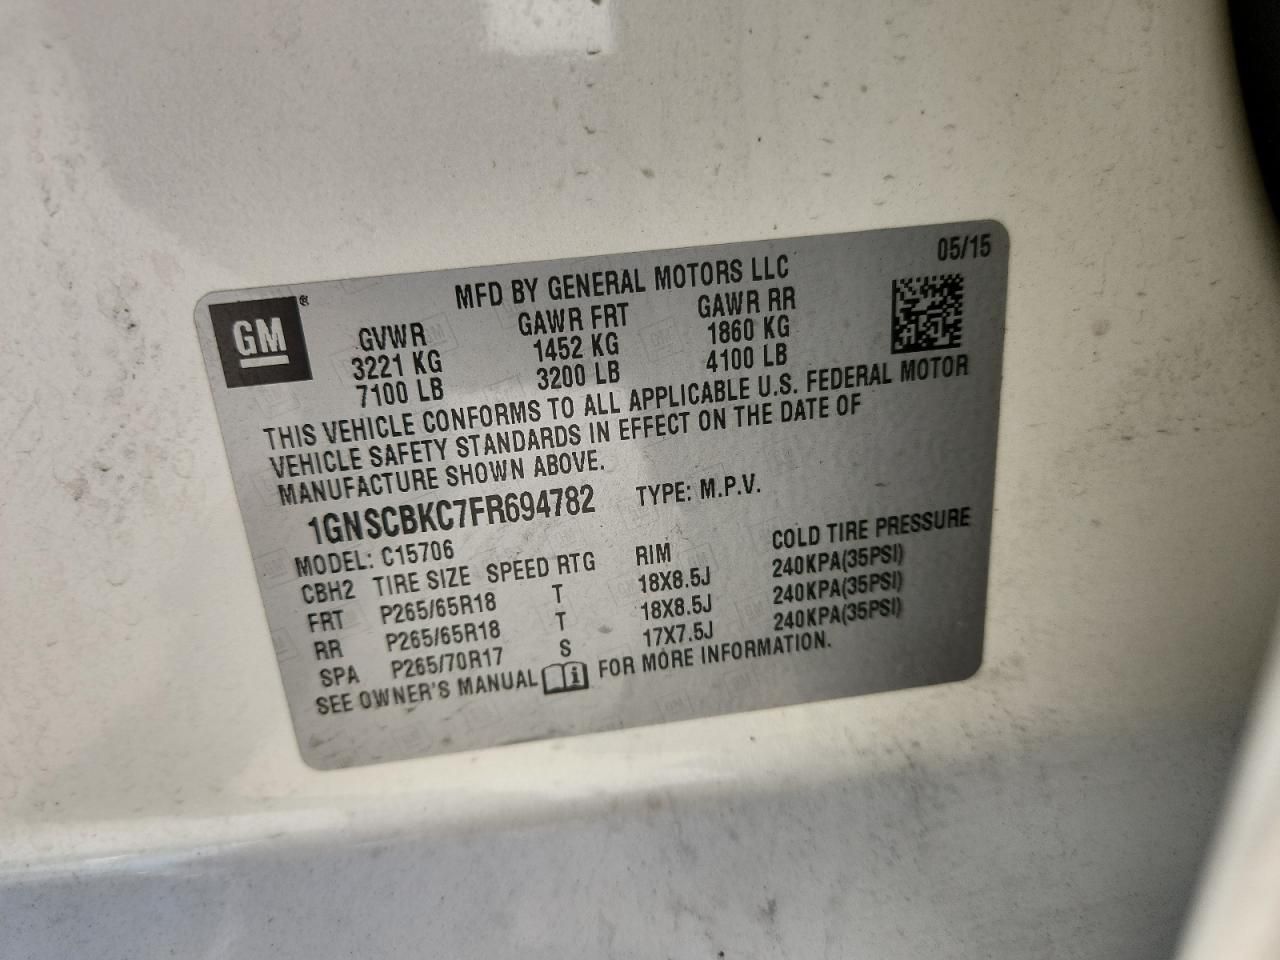 05/15
MFD BY GENERAL MOTORS LLC
GM®
GVWR GAWR FRT GAWR RR
3221 KG 1452 KG 1860 KG
7100 LB 3200 LB 4100 LB
THIS VEHICLE CONFORMS TO ALL APPLICABLE U.S. FEDERAL MOTOR
VEHICLE SAFETY STANDARDS IN EFFECT ON THE DATE OF
MANUFACTURE SHOWN ABOVE.
1GNSCBKC7FR694782 TYPE: M.P.V.
MODEL: C15706
CBH2 TIRE SIZE SPEED RTG RIM COLD TIRE PRESSURE
FRT P265/65R18 T 18X8.5J 240KPA(35PSI)
RR P265/65R18 T 18X8.5J 240KPA(35PSI)
SPA P265/70R17 S 17X7.5J 240KPA(35PSI)
SEE OWNER'S MANUAL FOR MORE INFORMATION.